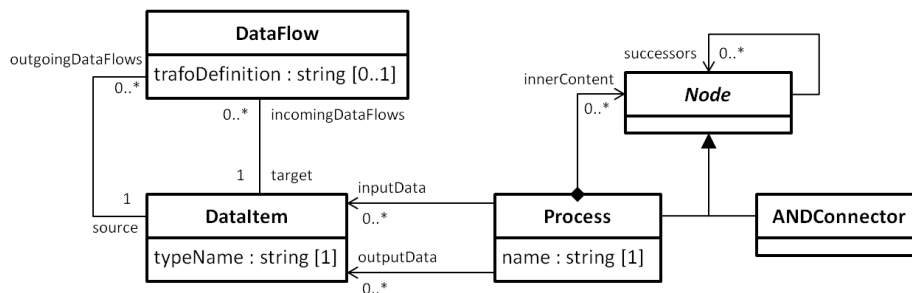 DataFlow
trafoDefinition : string [0..1]
outgoingDataFlows
0..*
0..*
incomingDataFlows
1
target
1
source
DataItem
typeName : string [1]
inputData
0..*
outputData
0..*
Process
name : string [1]
innerContent
0..*
successors
0..*
Node
ANDConnector